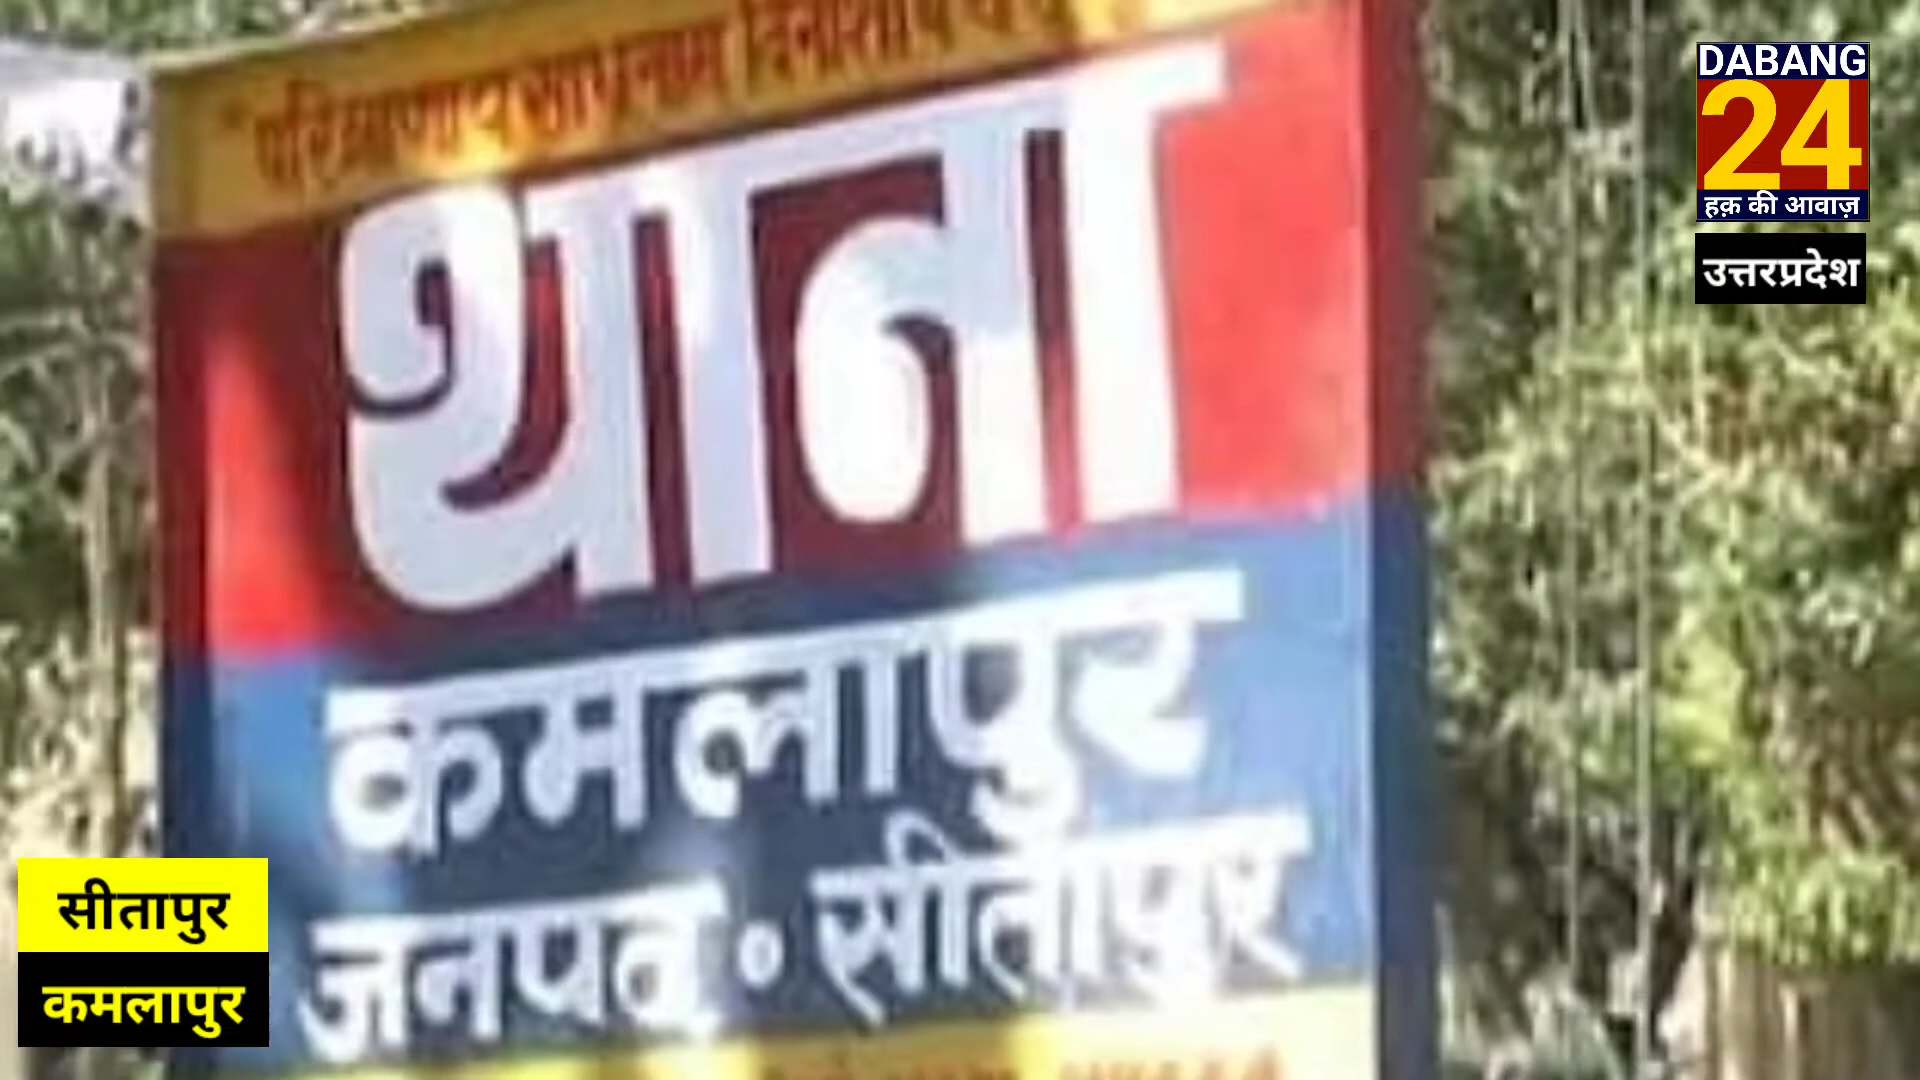 थाना
कमलापुर
जनपद • सीतापुर
DABANG
24
हक़ की आवाज़
उत्तरप्रदेश
सीतापुर
कमलापुर